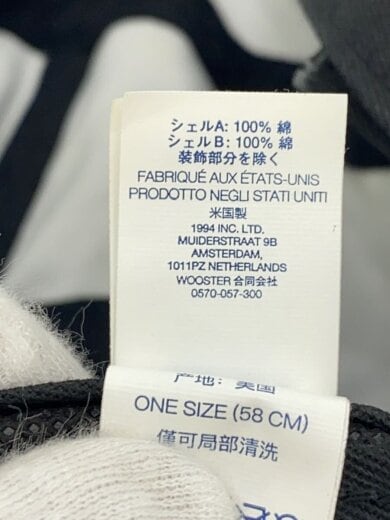 シェルA: 100% 綿
シェルB: 100% 綿
装飾部分を除く
FABRIQUÉ AUX ÉTATS-UNIS
PRODOTTO NEGLI STATI UNITI
米国製
1994 INC. LTD.
MUIDERSTRAAT 9B
AMSTERDAM,
1011PZ NETHERLANDS
WOOSTER 合同会社
0570-057-300
产地: 美国
ONE SIZE (58 CM)
僅可局部清洗